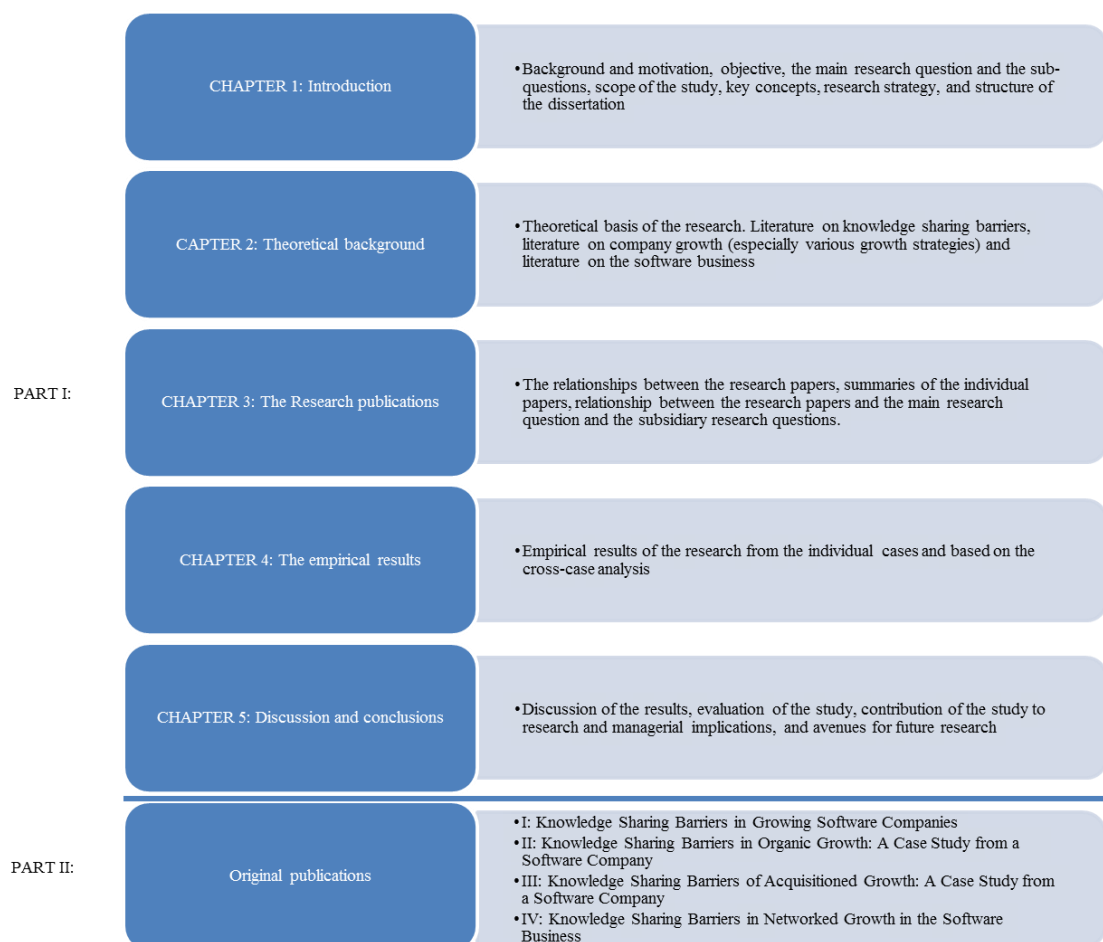 CHAPTER 1: Introduction
•Background and motivation, objective, the main research question and the sub-
questions, scope of the study, key concepts, research strategy, and structure of
the dissertation
CAPTER 2: Theoretical background
•Theoretical basis of the research. Literature on knowledge sharing barriers,
literature on company growth (especially various growth strategies) and
literature on the software business
PART I:
CHAPTER 3: The Research publications
•The relationships between the research papers, summaries of the individual
papers, relationship between the research papers and the main research
question and the subsidiary research questions.
CHAPTER 4: The empirical results
•Empirical results of the research from the individual cases and based on the
cross-case analysis
CHAPTER 5: Discussion and conclusions
•Discussion of the results, evaluation of the study, contribution of the study to
research and managerial implications, and avenues for future research
PART II:
Original publications
•I: Knowledge Sharing Barriers in Growing Software Companies
•II: Knowledge Sharing Barriers in Organic Growth: A Case Study from a
Software Company
•III: Knowledge Sharing Barriers of Acquisitioned Growth: A Case Study from
a Software Company
•IV: Knowledge Sharing Barriers in Networked Growth in the Software
Business